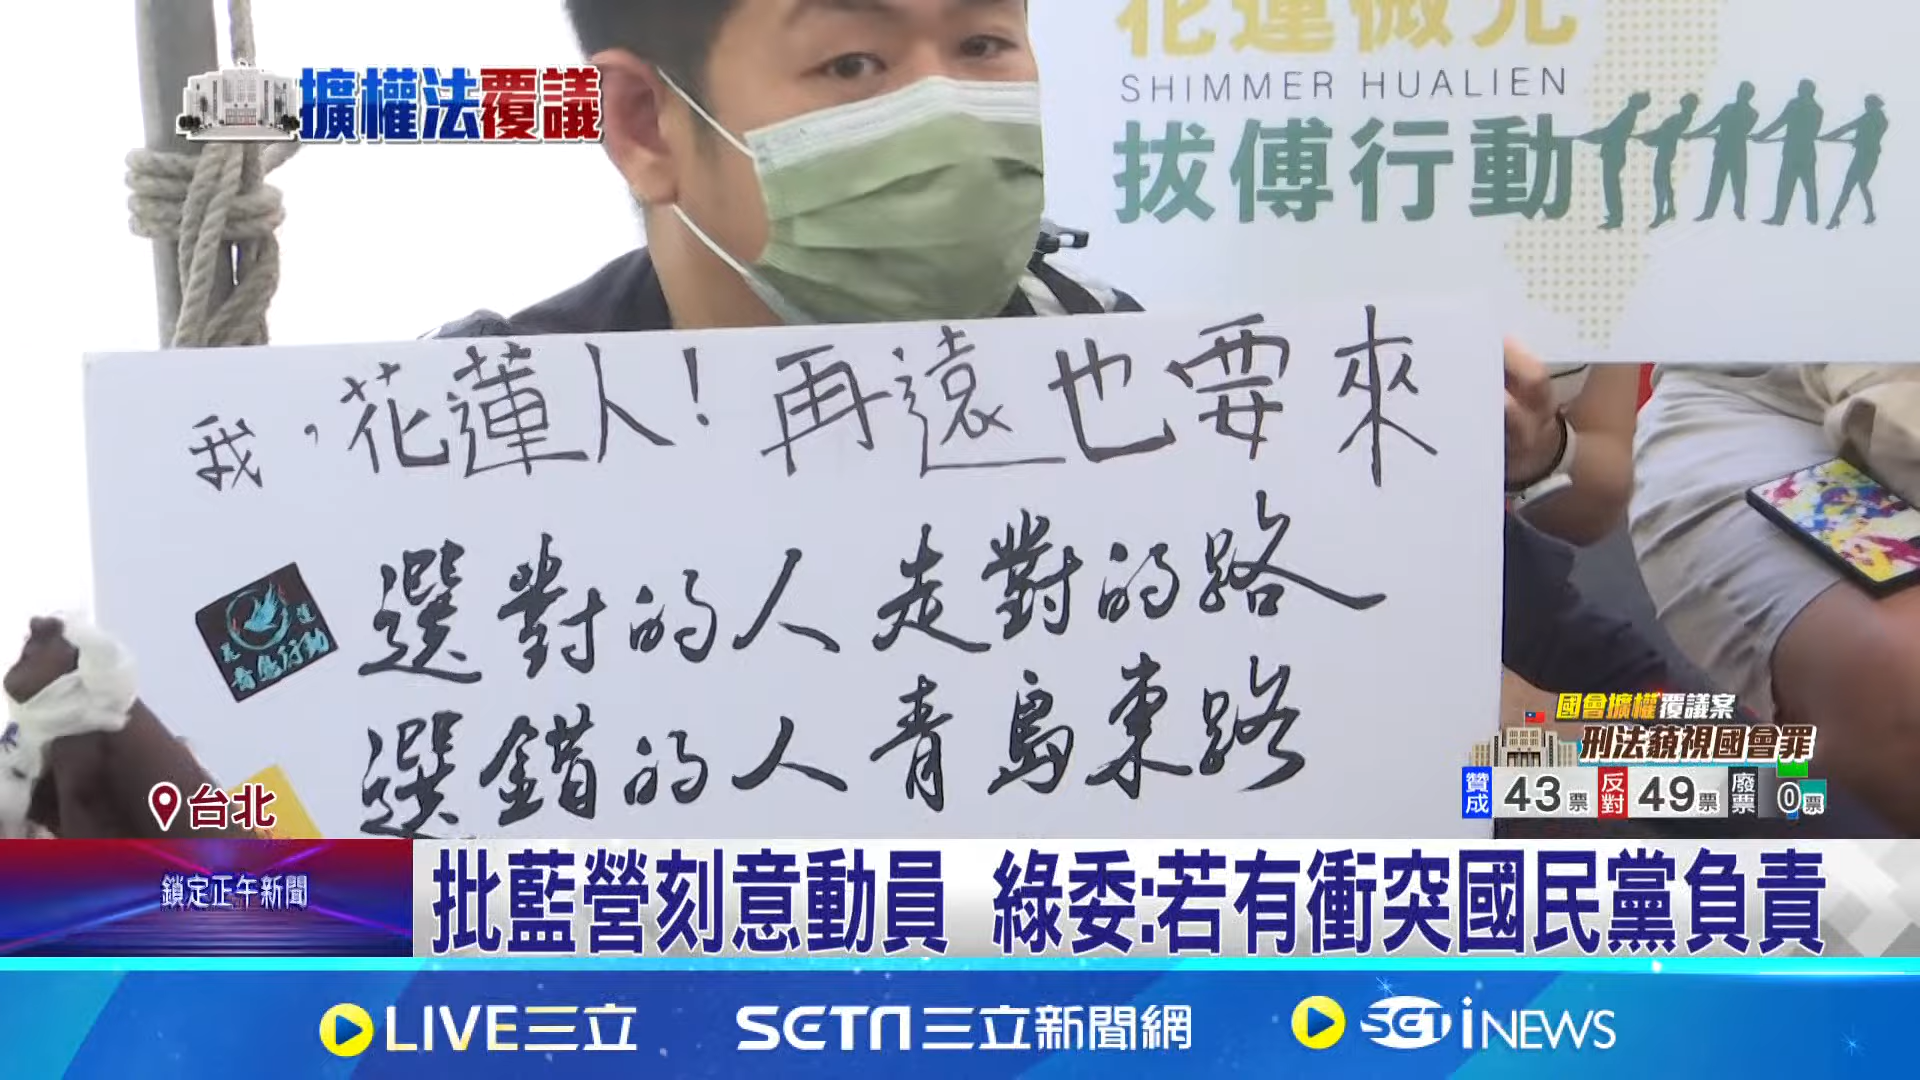 擴權法覆議
花蓮微光
SHIMMER HUALIEN
拔傅行動
我,花蓮人!再遠也要來
選對的人走對的路
青鳥行動
選錯的人青島東路
國會擴權覆議案
刑法藐視國會罪
贊成 43票 反對 49票 廢票 0票
台北
鎖定正午新聞
批藍營刻意動員 綠委:若有衝突國民黨負責
LIVE三立
SETN三立新聞網
SET iNEWS